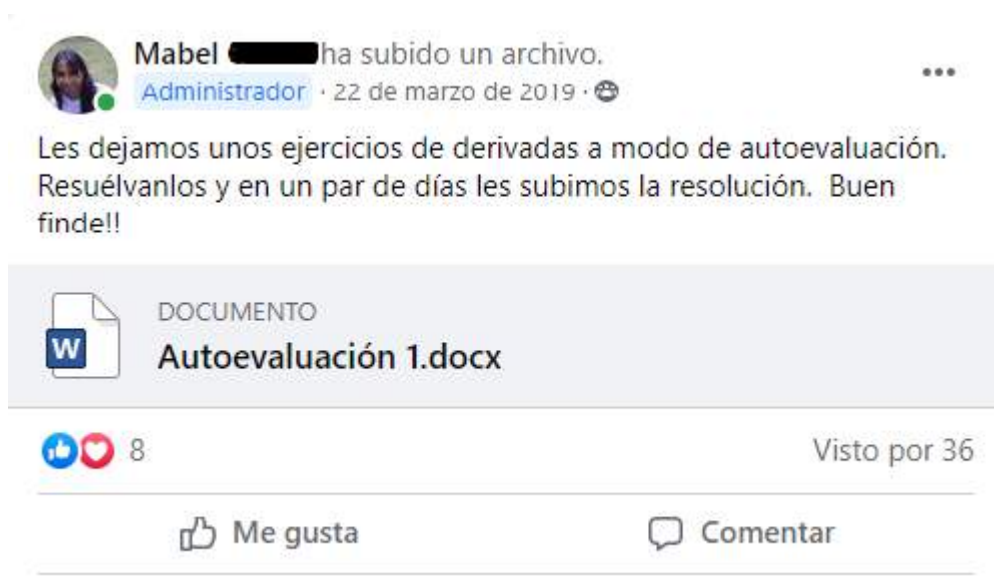 Mabel ha subido un archivo.
Administrador · 22 de marzo de 2019 ·
Les dejamos unos ejercicios de derivadas a modo de autoevaluación.
Resuélvanlos y en un par de días les subimos la resolución. Buen
finde!!
W
DOCUMENTO
Autoevaluación 1.docx
8
Visto por 36
Me gusta
Comentar